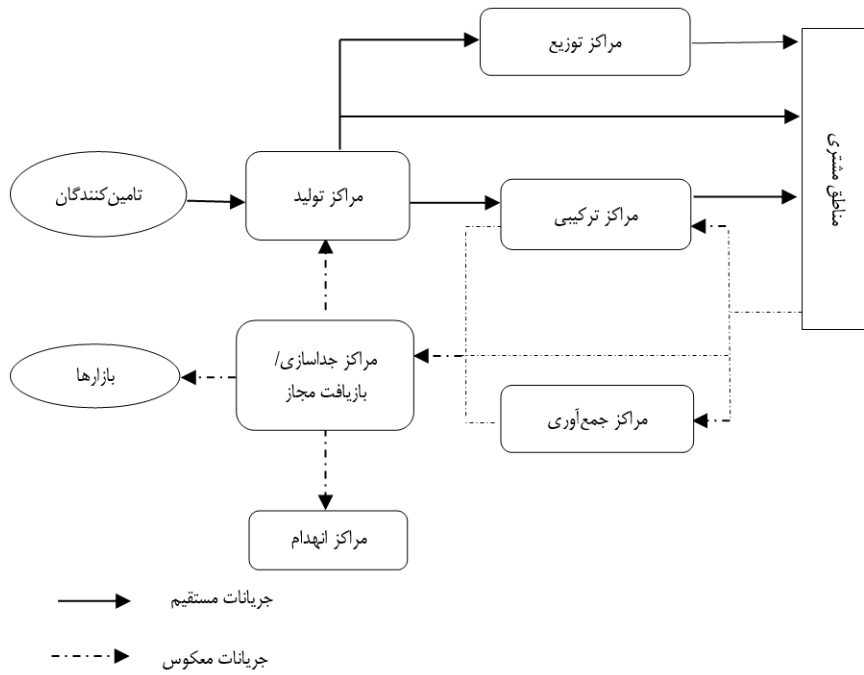 مراکز توزیع
مناطق مشتری
تامین‌کنندگان
مراکز تولید
مراکز ترکیبی
بازارها
مراکز جداسازی/
بازیافت مجاز
مراکز جمع‌آوری
مراکز انهدام
جریانات مستقیم
جریانات معکوس